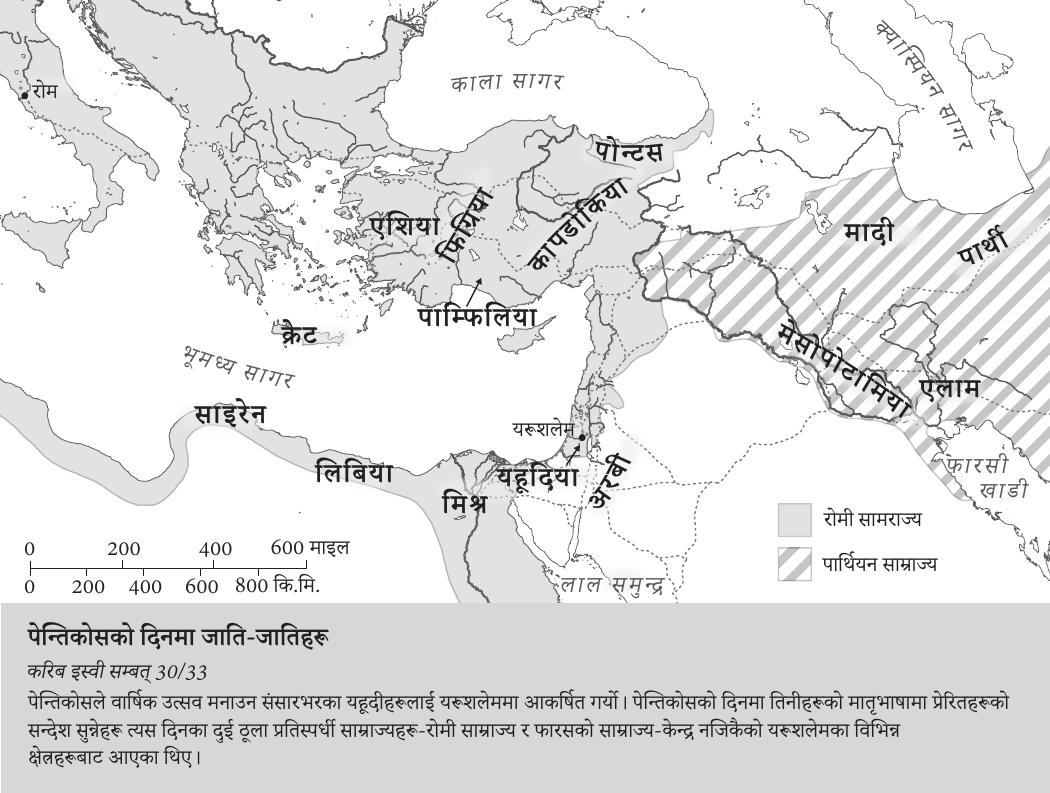 काला सागर
क्यास्पियन सागर
रोम
पोन्टस
एशिया
फ्रिगिया
कापडोकिया
मादी
पार्थी
पाम्फिलिया
क्रेट
भूमध्य सागर
मेसोपोटामिया
एलाम
साइरेन
यरूशलेम
लिबिया
यहूदिया
अरबी
मिश्र
फारसी
खाडी
लाल समुन्द्र
रोमी सामराज्य
पार्थियन साम्राज्य
0 200 400 600 माइल
0 200 400 600 800 कि.मि.
पेन्तिकोसको दिनमा जाति-जातिहरू
करिब इस्वी सम्बत् 30/33
पेन्तिकोसले वार्षिक उत्सव मनाउन संसारभरका यहूदीहरूलाई यरूशलेममा आकर्षित गर्यो। पेन्तिकोसको दिनमा तिनीहरूको मातृभाषामा प्रेरितहरूको
सन्देश सुन्नेहरू त्यस दिनका दुई ठूला प्रतिस्पर्धी साम्राज्यहरू-रोमी साम्राज्य र फारसको साम्राज्य-केन्द्र नजिकैको यरूशलेमका विभिन्न
क्षेत्रहरूबाट आएका थिए।